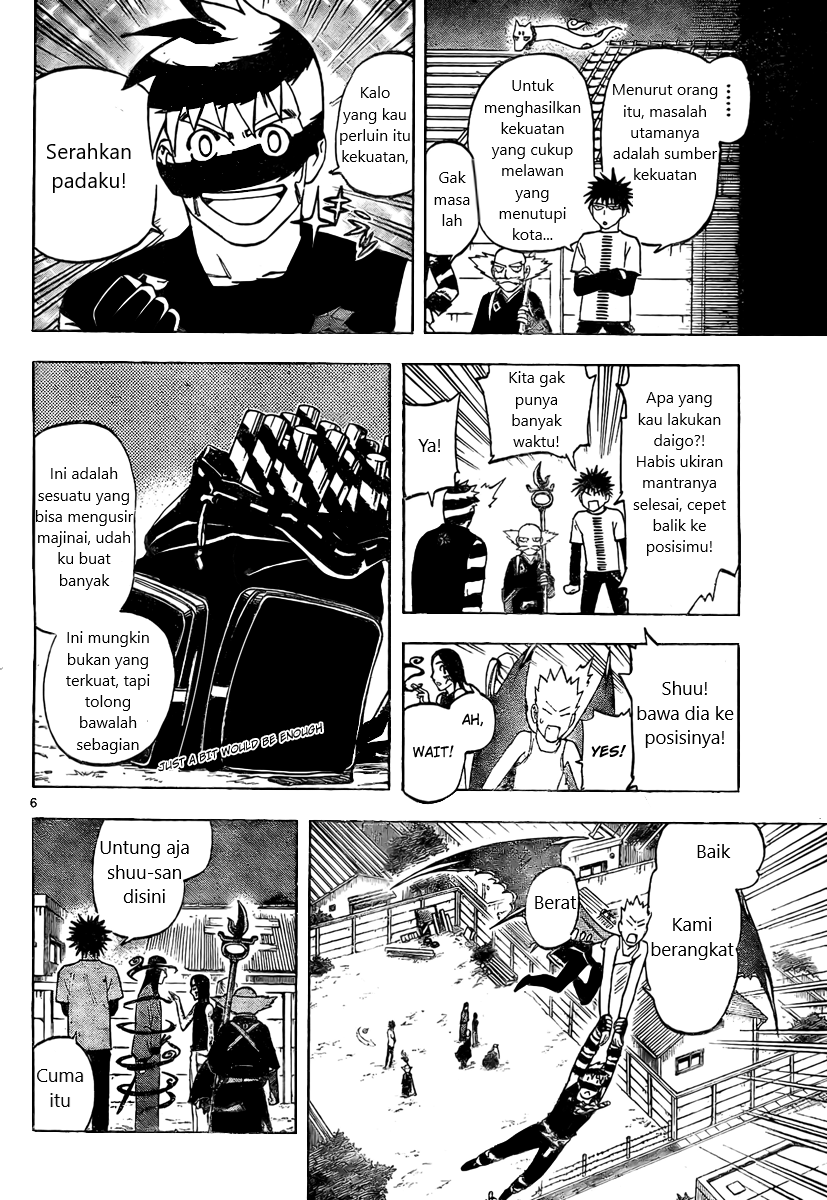 ......
Menurut orang
itu, masalah
utamanya
adalah sumber
kekuatan
Untuk
menghasilkan
kekuatan
yang cukup
melawan
yang
menutupi
kota...
Gak
masa
lah
Kalo
yang kau
perluin itu
kekuatan,
Serahkan
padaku!
Apa yang
kau lakukan
daigo?!
Habis ukiran
mantranya
selesai, cepet
balik ke
posisimu!
Kita gak
punya
banyak
waktu!
Ya!
Shuu!
bawa dia ke
posisinya!
YES!
AH,
WAIT!
Ini adalah
sesuatu yang
bisa mengusir
majinai, udah
ku buat
banyak
Ini mungkin
bukan yang
terkuat, tapi
tolong
bawalah
sebagian
JUST A BIT WOULD BE ENOUGH
6
Baik
Kami
berangkat
Berat
Untung aja
shuu-san
disini
Cuma
itu